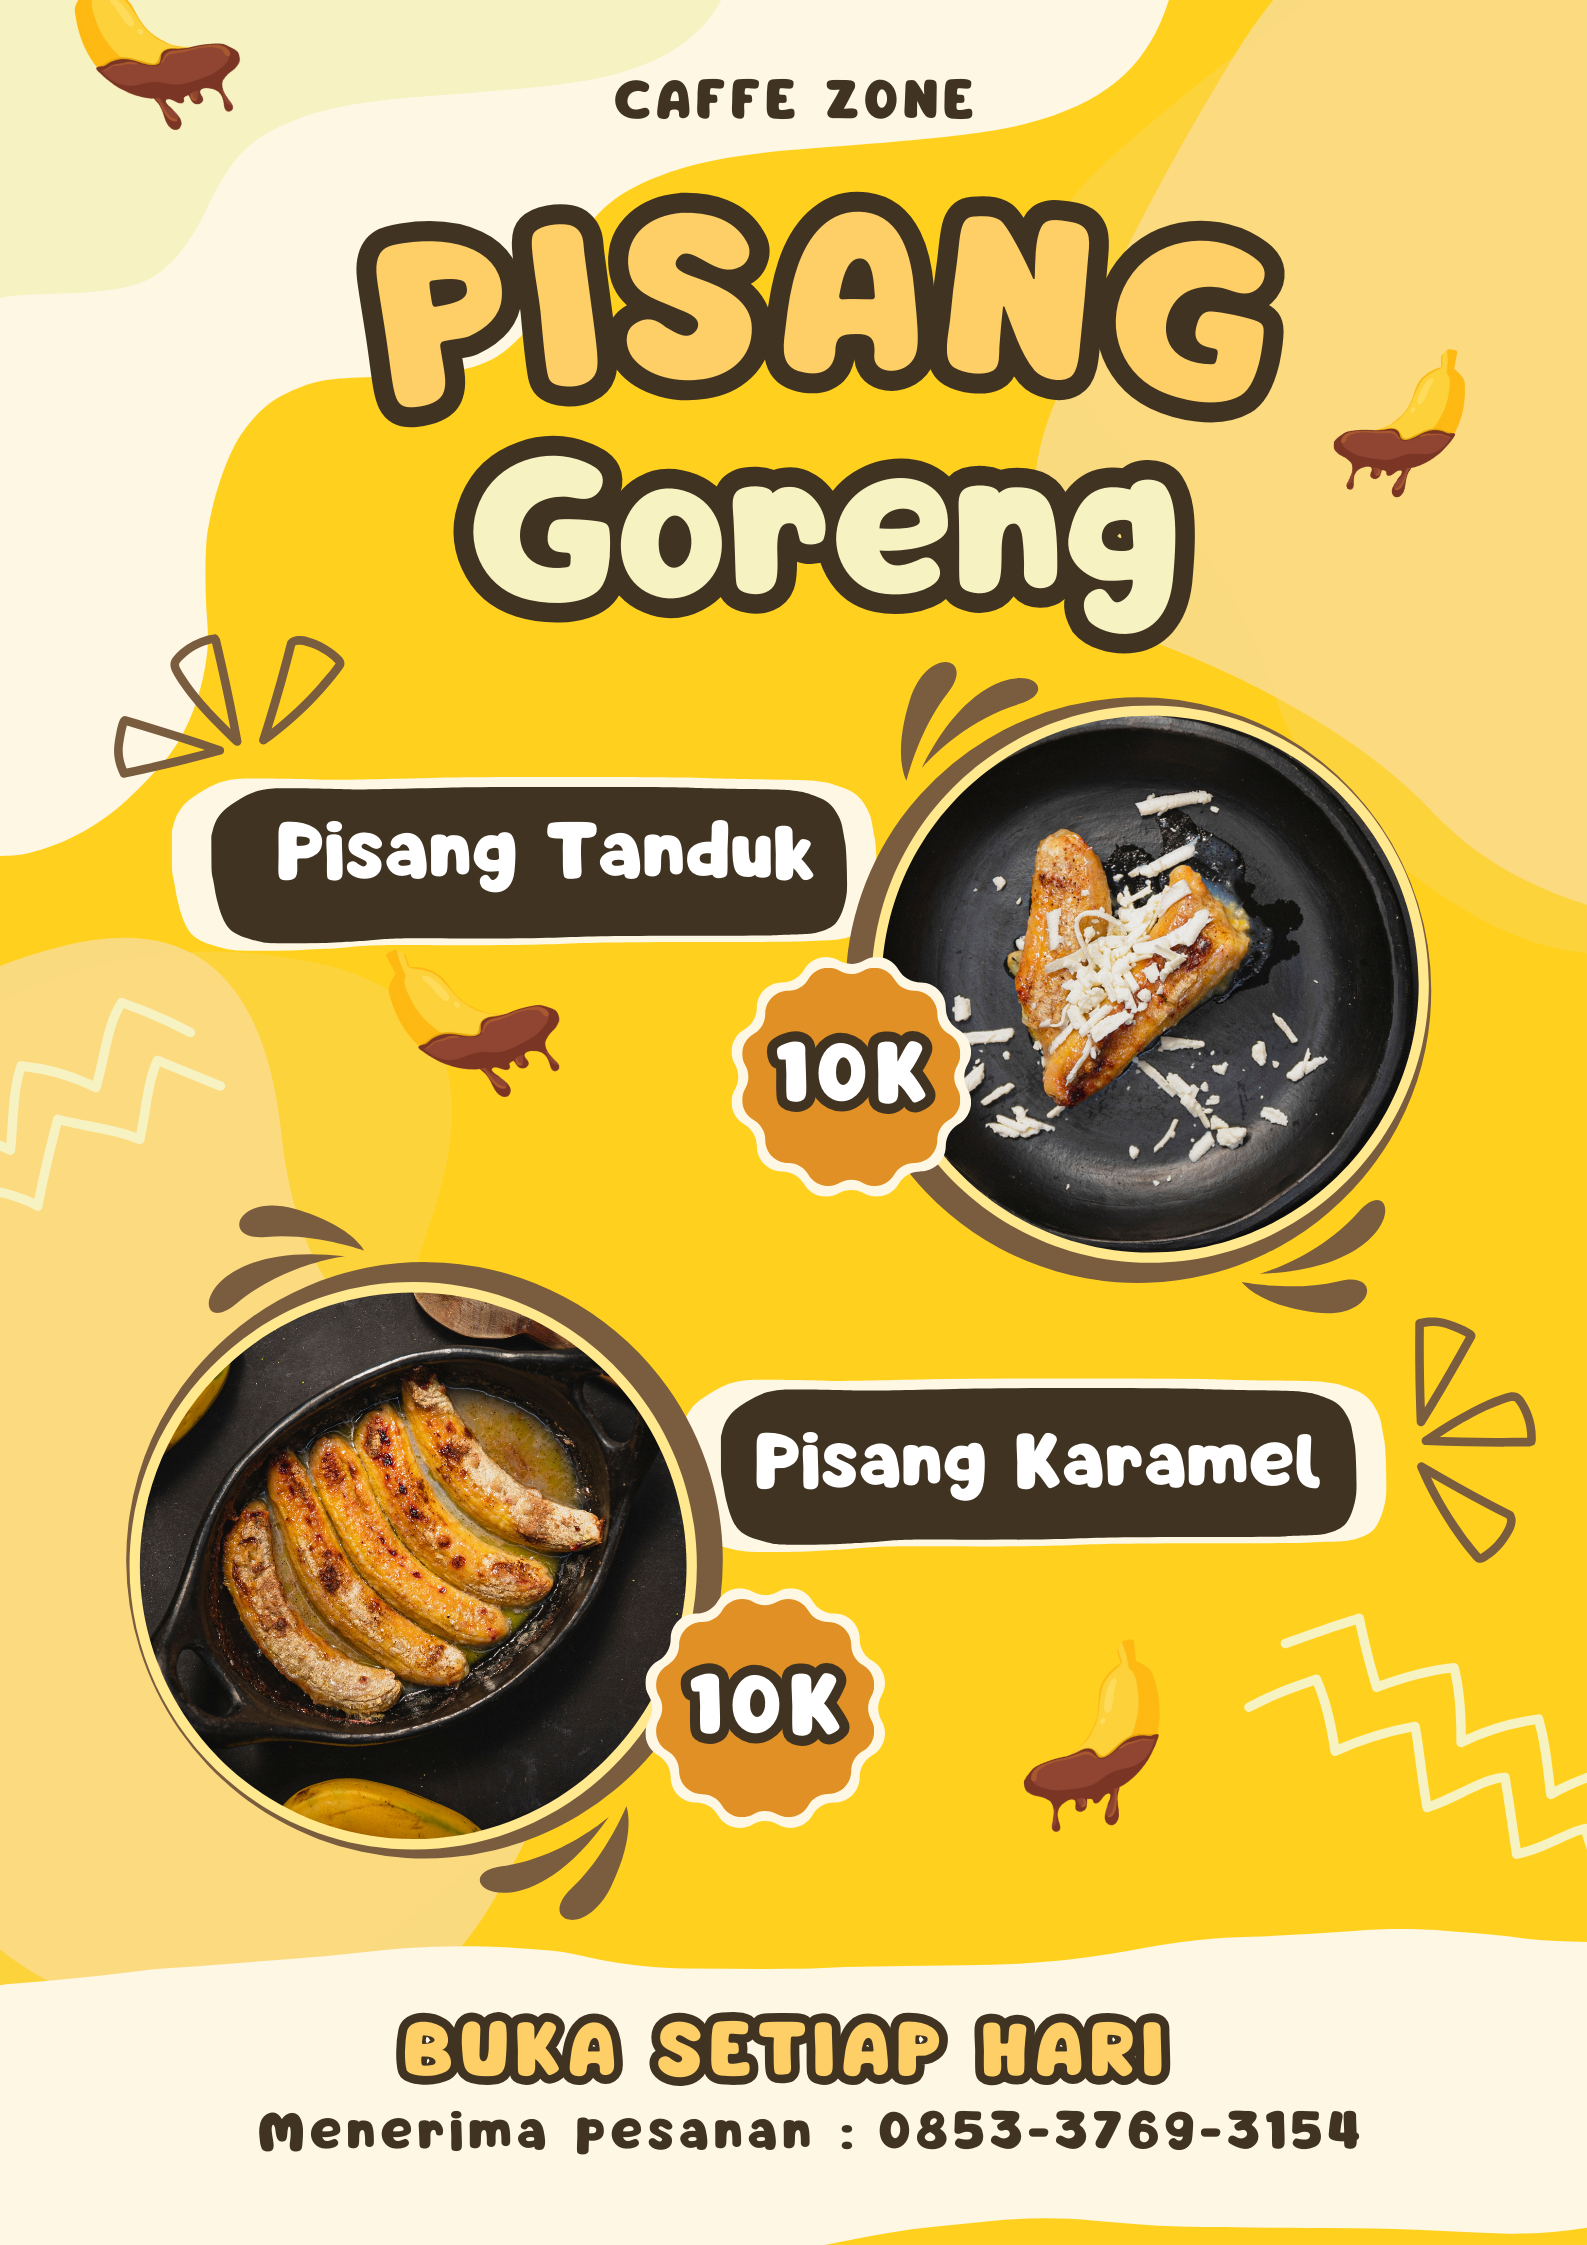 CAFFE ZONE
PISANG
Goreng
Pisang Tanduk
10K
Pisang Karamel
10K
BUKA SETIAP HARI
Menerima pesanan : 0853-3769-3154